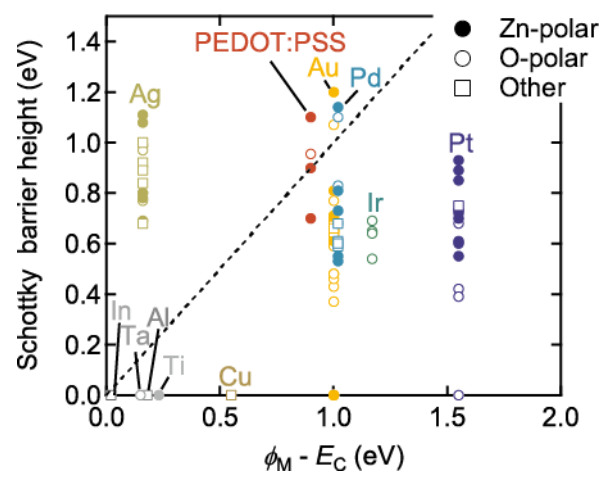 Zn-polar
O-polar
Other
PEDOT:PSS
Au
Pd
Ag
Pt
Ir
In
Ta
Al
Ti
Cu
1.4
1.2
1.0
0.8
0.6
0.4
0.2
0.0
Schottky barrier height (eV)
0.0 0.5 1.0 1.5 2.0
ϕM - EC (eV)